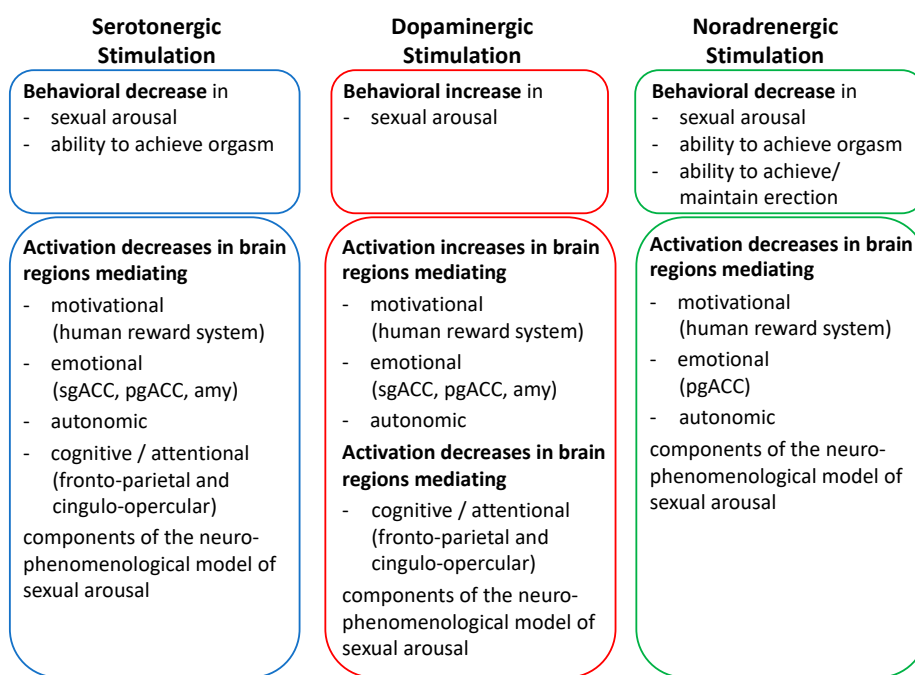 Serotonergic
Stimulation
Behavioral decrease in
- sexual arousal
- ability to achieve orgasm
Activation decreases in brain
regions mediating
- motivational
(human reward system)
- emotional
(sgACC, pgACC, amy)
- autonomic
- cognitive / attentional
(fronto-parietal and
cingulo-opercular)
components of the neuro-
phenomenological model of
sexual arousal
Dopaminergic
Stimulation
Behavioral increase in
- sexual arousal
Activation increases in brain
regions mediating
- motivational
(human reward system)
- emotional
(sgACC, pgACC, amy)
- autonomic
Activation decreases in brain
regions mediating
- cognitive / attentional
(fronto-parietal and
cingulo-opercular)
components of the neuro-
phenomenological model of
sexual arousal
Noradrenergic
Stimulation
Behavioral decrease in
- sexual arousal
- ability to achieve orgasm
- ability to achieve/
maintain erection
Activation decreases in brain
regions mediating
- motivational
(human reward system)
- emotional
(pgACC)
- autonomic
components of the neuro-
phenomenological model of
sexual arousal